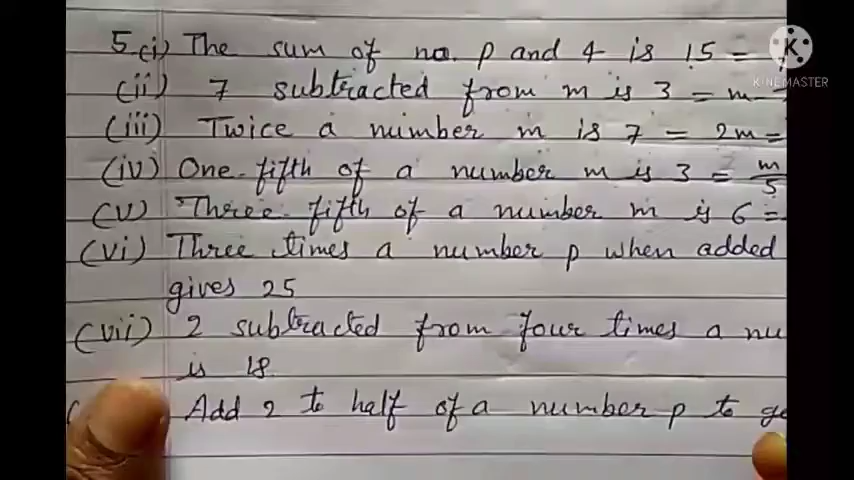 5.(i) The sum of no. p and 4 is 15 =
(ii) 7 subtracted from m is 3 = m -
(iii) Twice a number m is 7 = 2m =
(iv) One-fifth of a number m is 3 = m/5
(v) Three-fifth of a number m is 6 =
(vi) Three times a number p when added
gives 25
(vii) 2 subtracted from four times a nu
is 18
( Add 2 to half of a number p to ge
K
KINEMASTER